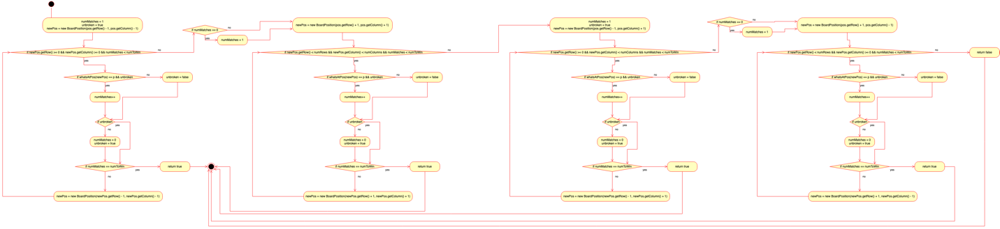 numMatches = 1
unbroken = true
newPos = new BoardPosition(pos.getRow() - 1, pos.getColumn() - 1)
if newPos.getRow() >= 0 && newPos.getColumn() >= 0 && numMatches < numToWin
no
yes
if whatsAtPos(newPos) == p && unbroken
no
unbroken = false
yes
numMatches++
if unbroken
yes
no
numMatches = 0
unbroken = true
if numMatches == numToWin
yes
return true
no
newPos = new BoardPosition(newPos.getRow() - 1, newPos.getColumn() - 1)
if numMatches == 0
no
yes
numMatches = 1
newPos = new BoardPosition(pos.getRow() + 1, pos.getColumn() + 1)
if newPos.getRow() < numRows && newPos.getColumn() < numColumns && numMatches < numToWin
no
yes
if whatsAtPos(newPos) == p && unbroken
no
unbroken = false
yes
numMatches++
if unbroken
yes
no
numMatches = 0
unbroken = true
if numMatches == numToWin
yes
return true
no
newPos = new BoardPosition(newPos.getRow() + 1, newPos.getColumn() + 1)
numMatches = 1
unbroken = true
newPos = new BoardPosition(pos.getRow() - 1, pos.getColumn() + 1)
if newPos.getRow() >= 0 && newPos.getColumn() < numColumns && numMatches < numToWin
no
yes
if whatsAtPos(newPos) == p && unbroken
no
unbroken = false
yes
numMatches++
if unbroken
yes
no
numMatches = 0
unbroken = true
if numMatches == numToWin
yes
return true
no
newPos = new BoardPosition(newPos.getRow() - 1, newPos.getColumn() + 1)
if numMatches == 0
no
yes
numMatches = 1
newPos = new BoardPosition(pos.getRow() + 1, pos.getColumn() - 1)
if newPos.getRow() < numRows && newPos.getColumn() >= 0 && numMatches < numToWin
no
return false
yes
if whatsAtPos(newPos) == p && unbroken
no
unbroken = false
yes
numMatches++
if unbroken
yes
no
numMatches = 0
unbroken = true
if numMatches == numToWin
yes
return true
no
newPos = new BoardPosition(newPos.getRow() + 1, newPos.getColumn() - 1)